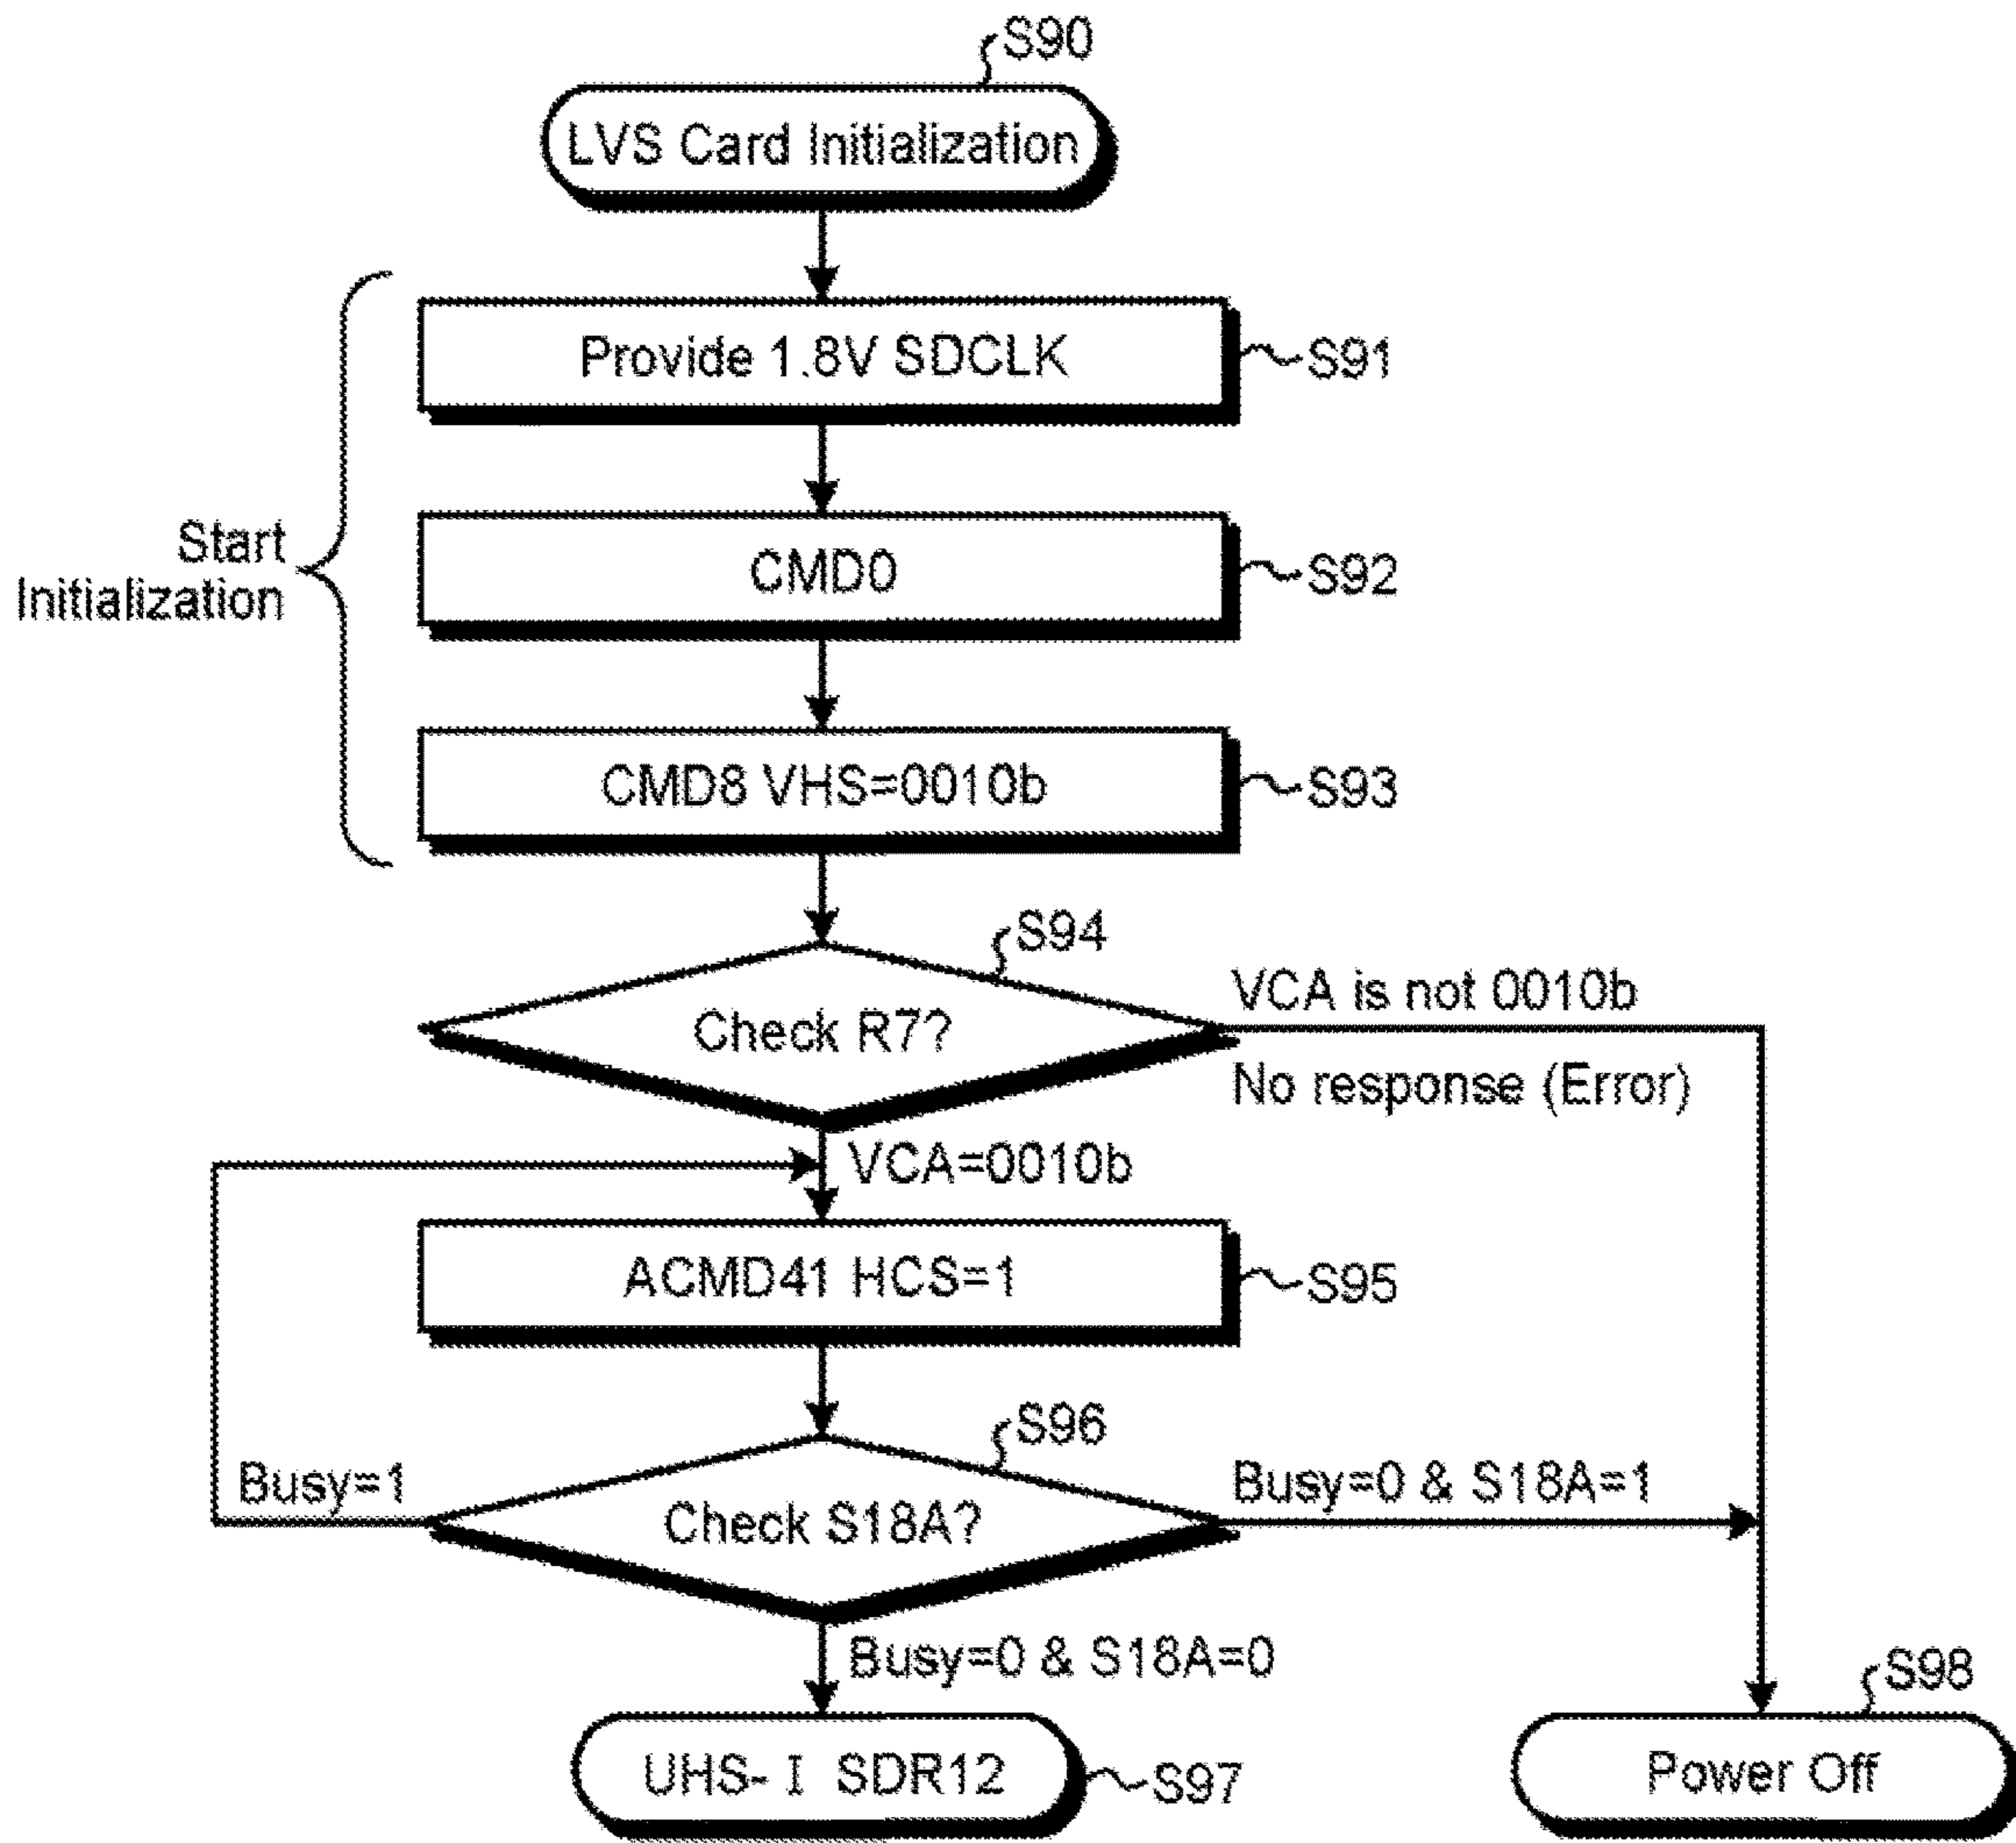 S90
LVS Card Initialization
Provide 1.8V SDCLK
S91
Start
Initialization
CMD0
S92
CMD8 VHS=0010b
S93
S94
Check R7?
VCA is not 0010b
No response (Error)
VCA=0010b
ACMD41 HCS=1
S95
S96
Busy=1
Check S18A?
Busy=0 & S18A=1
Busy=0 & S18A=0
S98
UHS- I SDR12
S97
Power Off